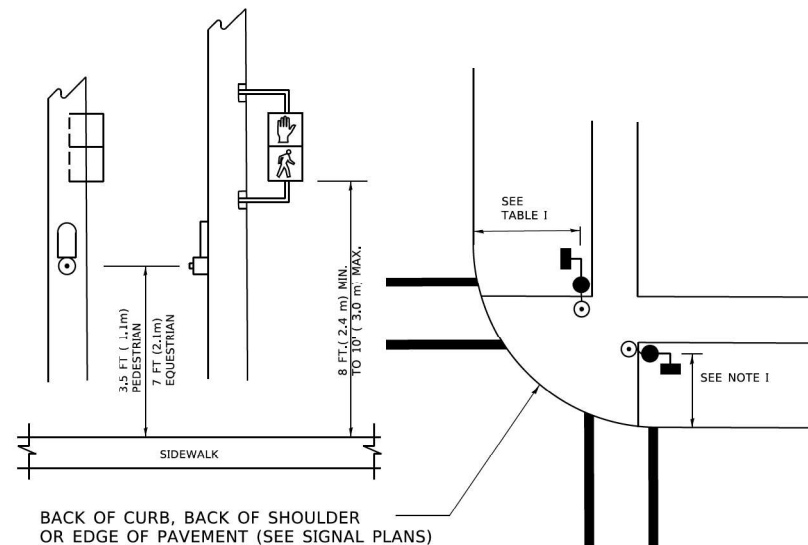 SEE
TABLE I
3.5 FT ( 1.1m)
PEDESTRIAN
7 FT (2.1m)
EQUESTRIAN
8 FT.( 2.4 m) MIN.
TO 10' ( 3.0 m) MAX.
SEE NOTE I
SIDEWALK
BACK OF CURB, BACK OF SHOULDER
OR EDGE OF PAVEMENT (SEE SIGNAL PLANS)